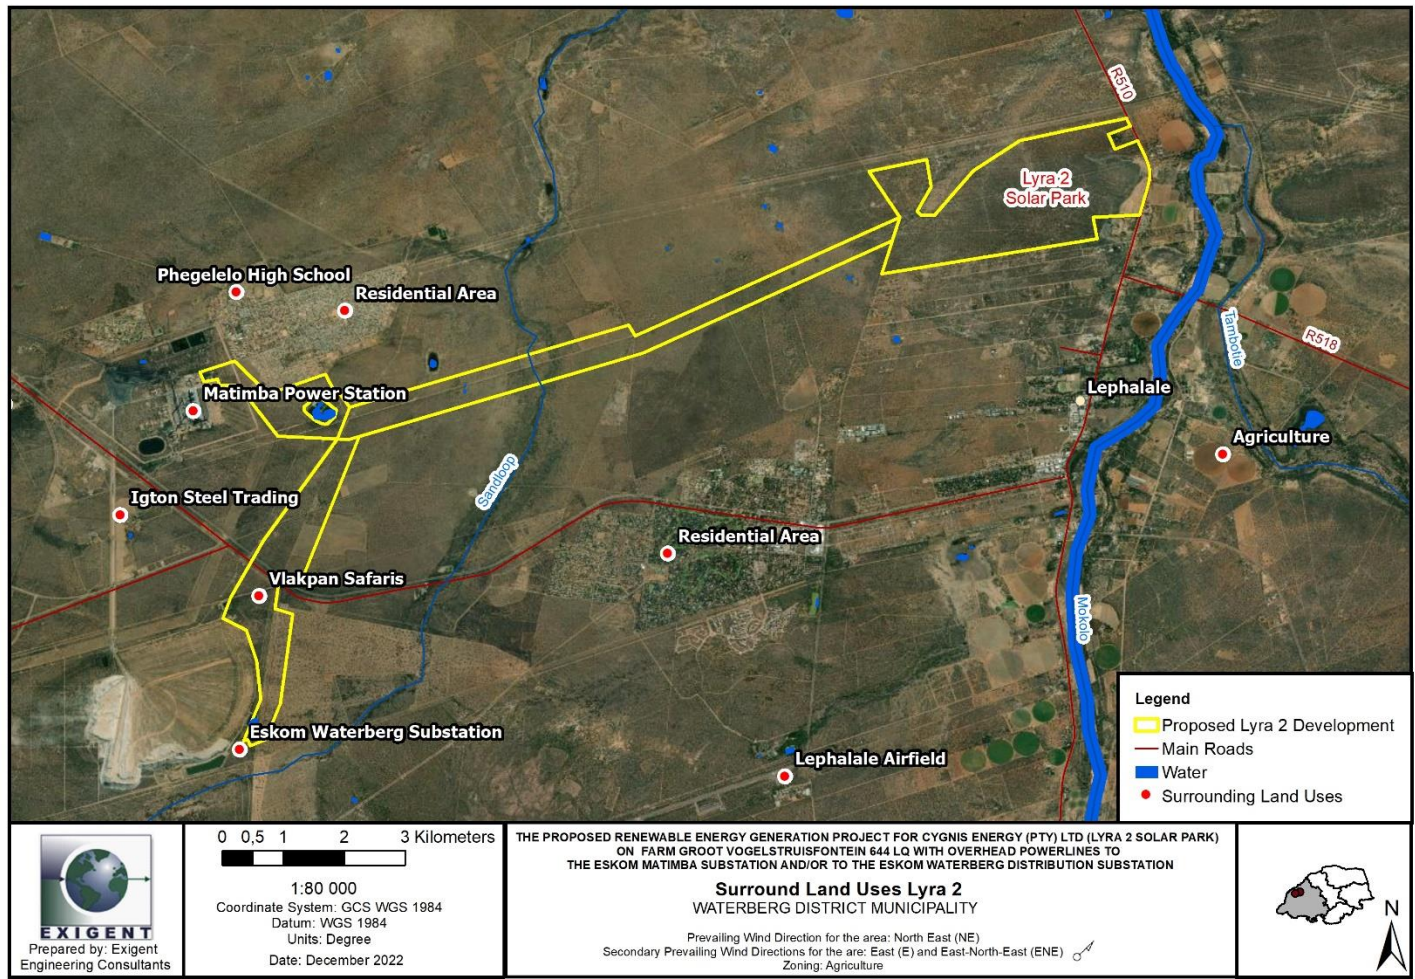 R510
Lyra 2
Solar Park
Phegelelo High School
Residential Area
Tambotie
R518
Matimba Power Station
Lephalale
Agriculture
Sandloop
Igton Steel Trading
Residential Area
Vlakpan Safaris
Mokolo
Eskom Waterberg Substation
Lephalale Airfield
Legend
Proposed Lyra 2 Development
Main Roads
Water
Surrounding Land Uses
EXIGENT
Prepared by: Exigent
Engineering Consultants
0 0,5 1 2 3 Kilometers
1:80 000
Coordinate System: GCS WGS 1984
Datum: WGS 1984
Units: Degree
Date: December 2022
THE PROPOSED RENEWABLE ENERGY GENERATION PROJECT FOR CYGNIS ENERGY (PTY) LTD (LYRA 2 SOLAR PARK)
ON FARM GROOT VOGELSTRUISFONTEIN 644 LQ WITH OVERHEAD POWERLINES TO
THE ESKOM MATIMBA SUBSTATION AND/OR TO THE ESKOM WATERBERG DISTRIBUTION SUBSTATION
Surround Land Uses Lyra 2
WATERBERG DISTRICT MUNICIPALITY
Prevailing Wind Direction for the area: North East (NE)
Secondary Prevailing Wind Directions for the are: East (E) and East-North-East (ENE)
Zoning: Agriculture
N